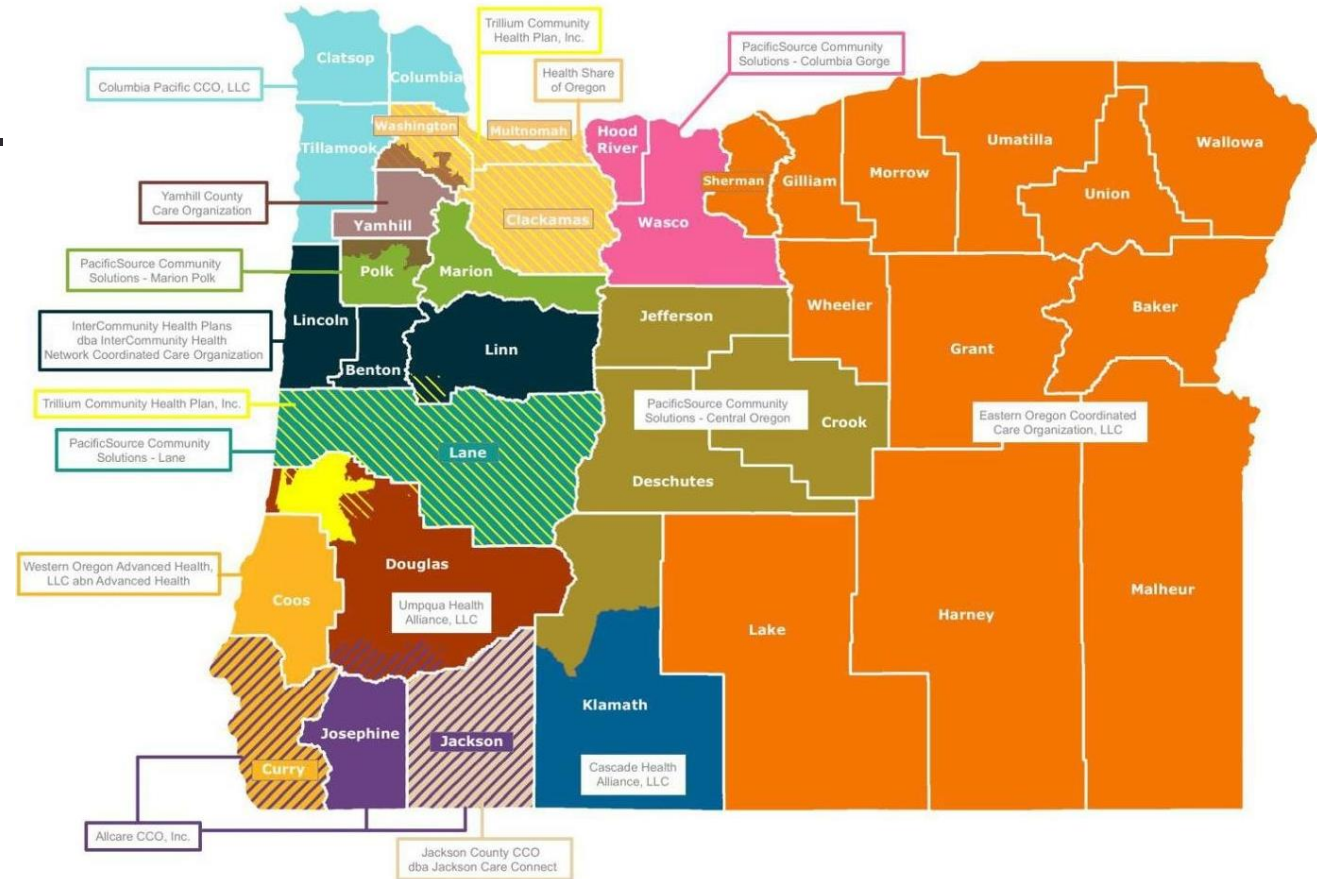 Trillium Community
Health Plan, Inc.
PacificSource Community
Solutions - Columbia Gorge
Health Share
of Oregon
Columbia Pacific CCO, LLC
Clatsop
Columbia
Washington
Multnomah
Hood
River
Tillamook
Clackamas
Wasco
Sherman
Gilliam
Morrow
Umatilla
Union
Wallowa
Yamhill County
Care Organization
Yamhill
PacificSource Community
Solutions - Marion Polk
Polk
Marion
InterCommunity Health Plans
dba InterCommunity Health
Network Coordinated Care Organization
Lincoln
Benton
Linn
Jefferson
Wheeler
Grant
Baker
Trillium Community Health Plan, Inc.
PacificSource Community
Solutions - Lane
Lane
PacificSource Community
Solutions - Central Oregon
Crook
Deschutes
Eastern Oregon Coordinated
Care Organization, LLC
Western Oregon Advanced Health,
LLC abn Advanced Health
Coos
Douglas
Umpqua Health
Alliance, LLC
Lake
Harney
Malheur
Curry
Josephine
Jackson
Klamath
Cascade Health
Alliance, LLC
Allcare CCO, Inc.
Jackson County CCO
dba Jackson Care Connect